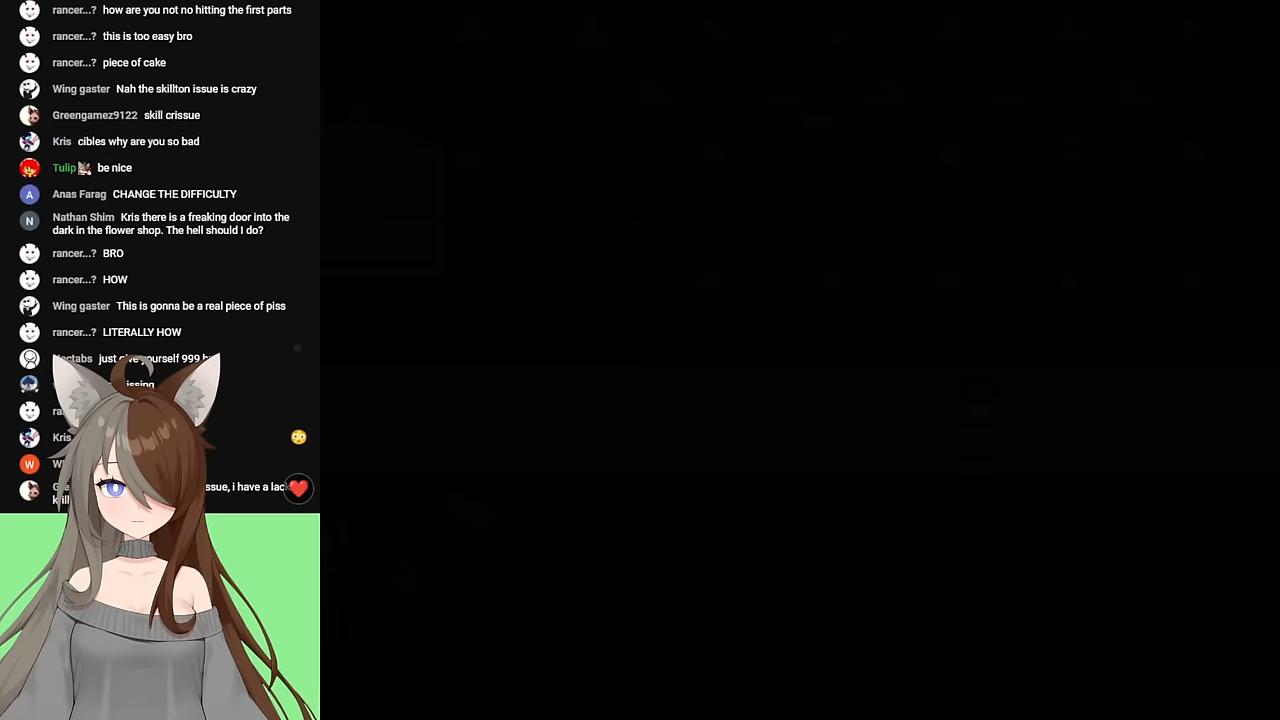 rancer...? how are you not no hitting the first parts
rancer...? this is too easy bro
rancer...? piece of cake
Wing gaster Nah the skillton issue is crazy
Greengamez9122 skill crissue
Kris cibles why are you so bad
Tulip be nice
A Anas Farag CHANGE THE DIFFICULTY
N Nathan Shim Kris there is a freaking door into the
dark in the flower shop. The hell should I do?
rancer...? BRO
rancer...? HOW
Wing gaster This is gonna be a real piece of piss
rancer...? LITERALLY HOW
just yourself 999
Kris
W
ssue, i have a lack